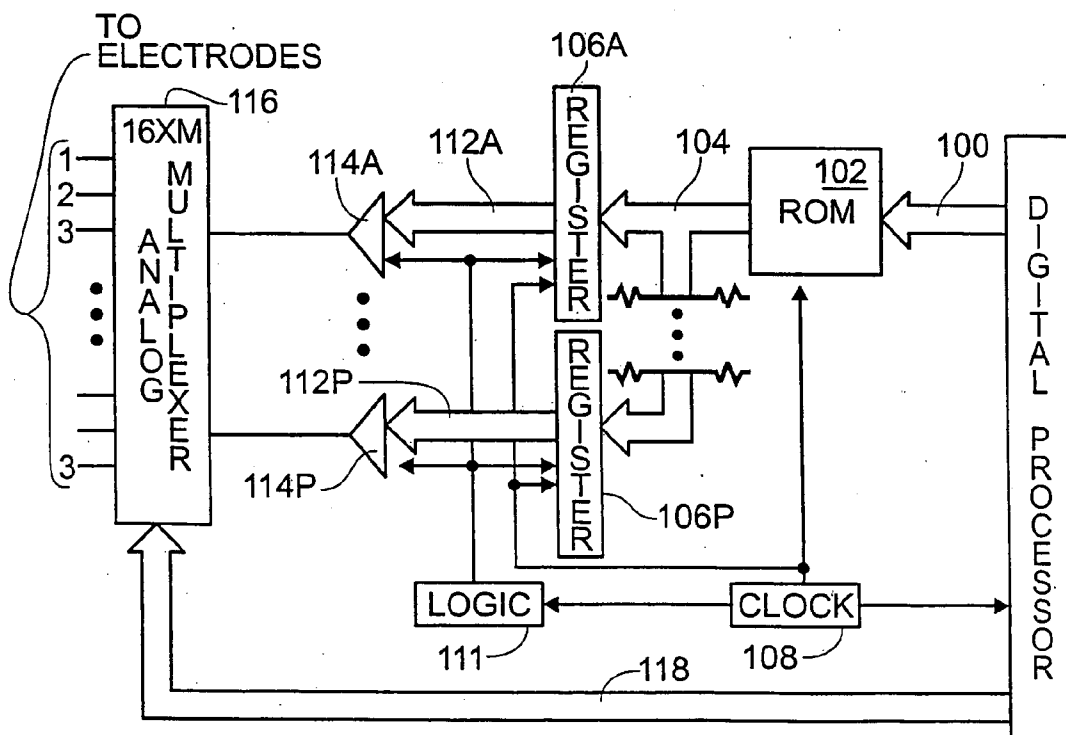 TO
ELECTRODES
116
16XM
ANALOG
MULTIPLEXER
1
2
3
3
114A
112A
106A
REGISTER
104
102
ROM
100
DIGITAL PROCESSOR
112P
114P
REGISTER
106P
LOGIC
111
CLOCK
108
118